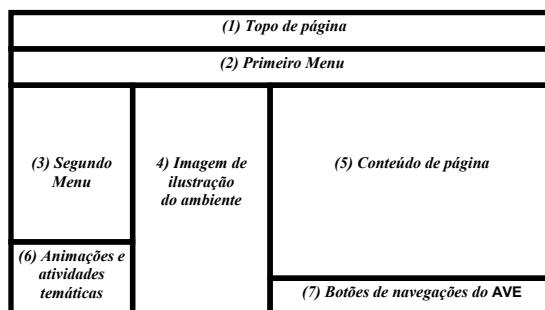 (1) Topo de página
(2) Primeiro Menu
(3) Segundo
Menu
4) Imagem de
ilustração
do ambiente
(5) Conteúdo de página
(6) Animações e
atividades
temáticas
(7) Botões de navegações do AVE